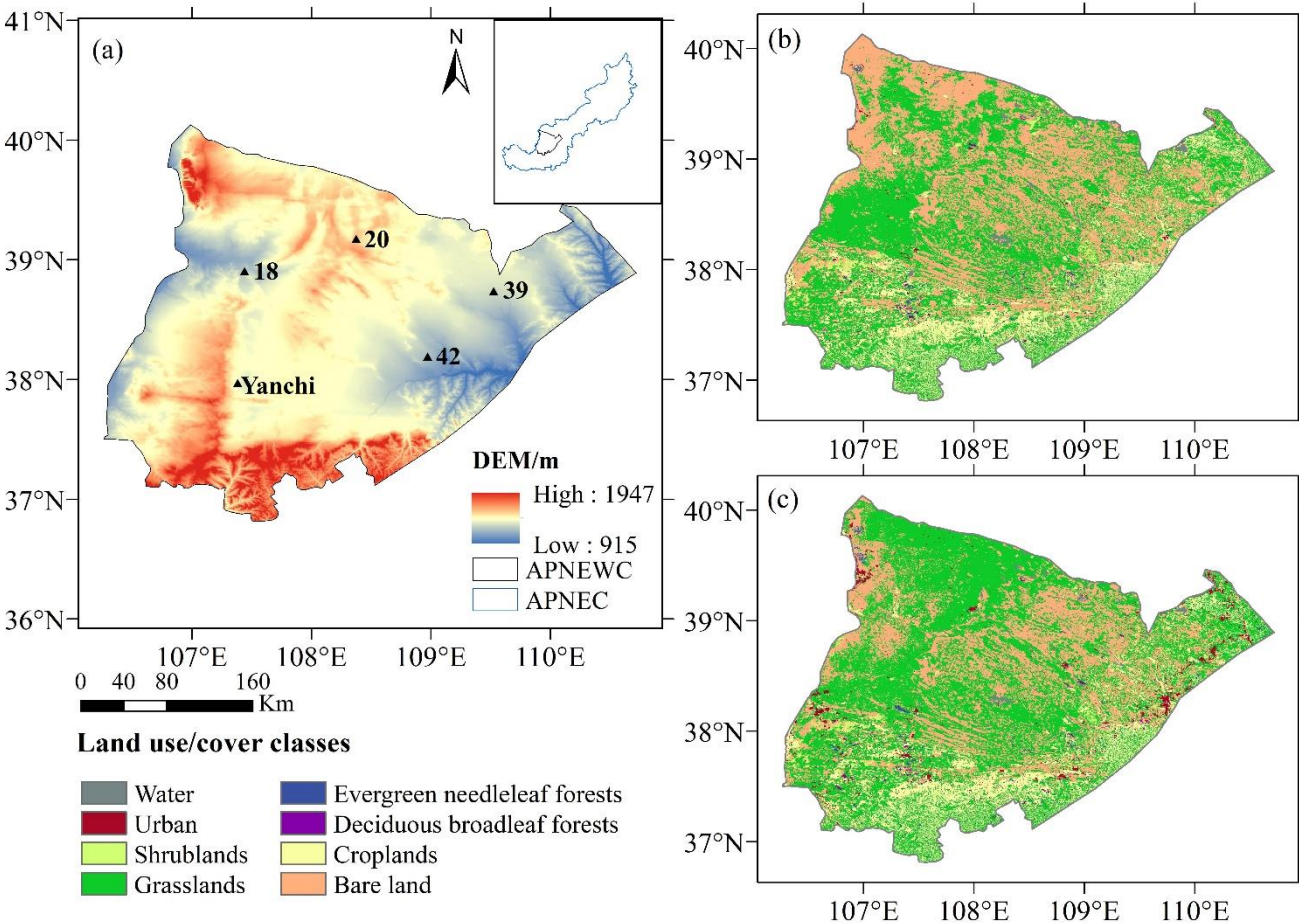 (a)
N
41°N
40°N
39°N
38°N
37°N
36°N
20
18
39
42
Yanchi
DEM/m
High : 1947
Low : 915
APNEWC
APNEC
107°E 108°E 109°E 110°E
0 40 80 160
Km
Land use/cover classes
Water
Urban
Shrublands
Grasslands
Evergreen needleleaf forests
Deciduous broadleaf forests
Croplands
Bare land
(b)
40°N
39°N
38°N
37°N
107°E 108°E 109°E 110°E
(c)
40°N
39°N
38°N
37°N
107°E 108°E 109°E 110°E